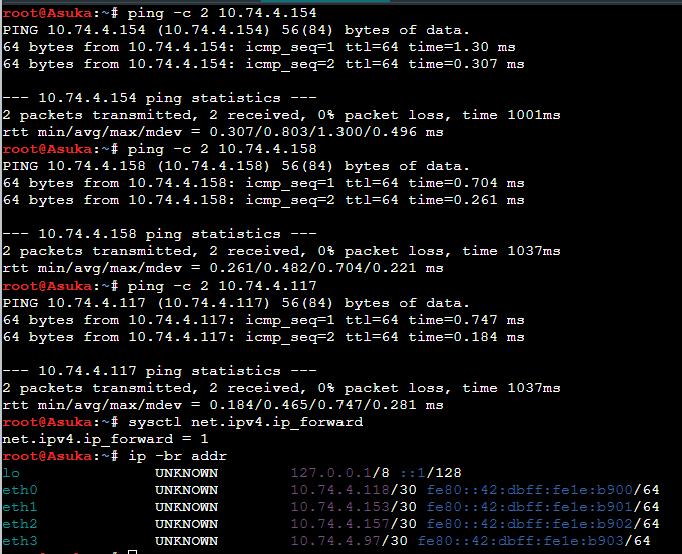 root@Asuka:~# ping -c 2 10.74.4.154
PING 10.74.4.154 (10.74.4.154) 56(84) bytes of data.
64 bytes from 10.74.4.154: icmp_seq=1 ttl=64 time=1.30 ms
64 bytes from 10.74.4.154: icmp_seq=2 ttl=64 time=0.307 ms
--- 10.74.4.154 ping statistics ---
2 packets transmitted, 2 received, 0% packet loss, time 1001ms
rtt min/avg/max/mdev = 0.307/0.803/1.300/0.496 ms
root@Asuka:~# ping -c 2 10.74.4.158
PING 10.74.4.158 (10.74.4.158) 56(84) bytes of data.
64 bytes from 10.74.4.158: icmp_seq=1 ttl=64 time=0.704 ms
64 bytes from 10.74.4.158: icmp_seq=2 ttl=64 time=0.261 ms
--- 10.74.4.158 ping statistics ---
2 packets transmitted, 2 received, 0% packet loss, time 1037ms
rtt min/avg/max/mdev = 0.261/0.482/0.704/0.221 ms
root@Asuka:~# ping -c 2 10.74.4.117
PING 10.74.4.117 (10.74.4.117) 56(84) bytes of data.
64 bytes from 10.74.4.117: icmp_seq=1 ttl=64 time=0.747 ms
64 bytes from 10.74.4.117: icmp_seq=2 ttl=64 time=0.184 ms
--- 10.74.4.117 ping statistics ---
2 packets transmitted, 2 received, 0% packet loss, time 1037ms
rtt min/avg/max/mdev = 0.184/0.465/0.747/0.281 ms
root@Asuka:~# sysctl net.ipv4.ip_forward
net.ipv4.ip_forward = 1
root@Asuka:~# ip -br addr
lo UNKNOWN 127.0.0.1/8 ::1/128
eth0 UNKNOWN 10.74.4.118/30 fe80::42:dbff:fe1e:b900/64
eth1 UNKNOWN 10.74.4.153/30 fe80::42:dbff:fe1e:b901/64
eth2 UNKNOWN 10.74.4.157/30 fe80::42:dbff:fe1e:b902/64
eth3 UNKNOWN 10.74.4.97/30 fe80::42:dbff:fe1e:b903/64